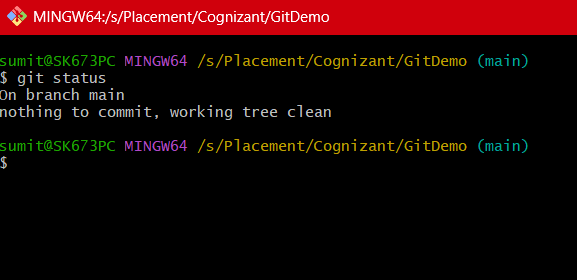 MINGW64:/s/Placement/Cognizant/GitDemo
sumit@SK673PC MINGW64 /s/Placement/Cognizant/GitDemo (main)
$ git status
On branch main
nothing to commit, working tree clean
sumit@SK673PC MINGW64 /s/Placement/Cognizant/GitDemo (main)
$